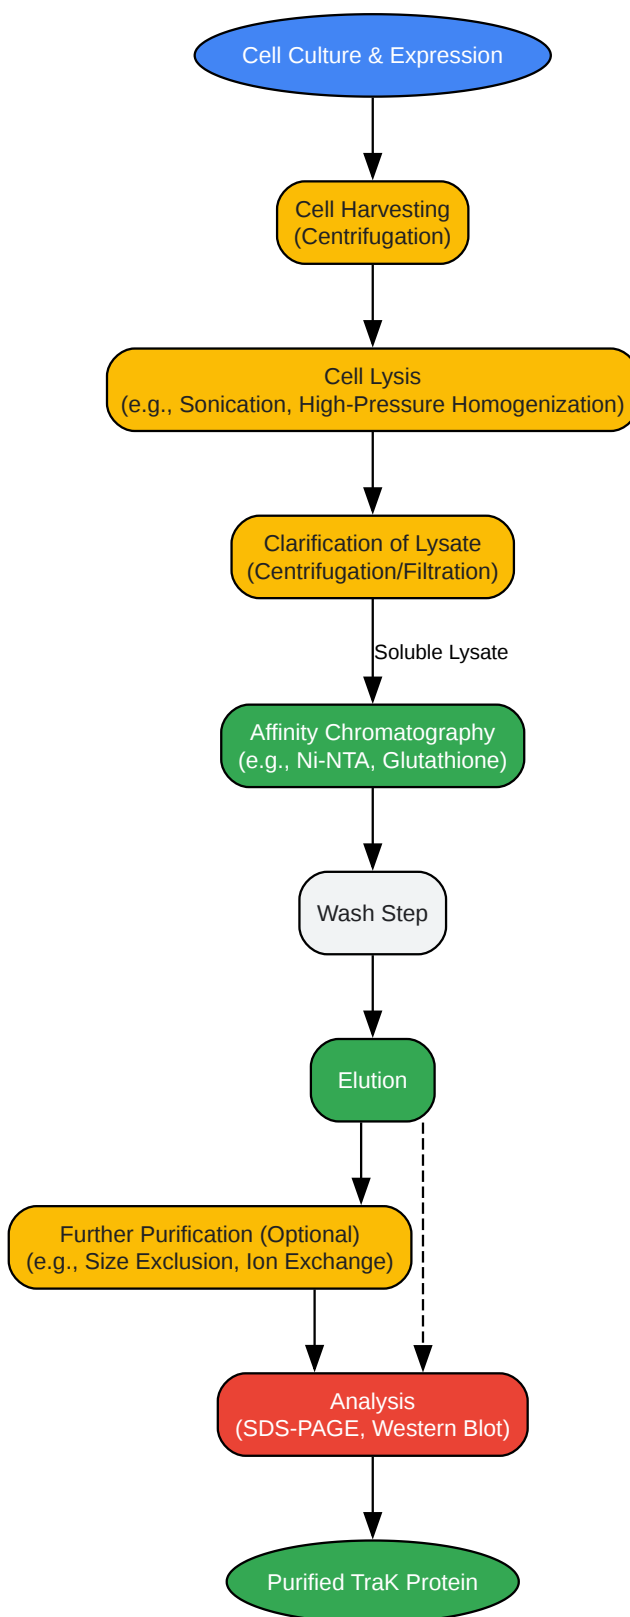 Cell Culture & Expression
Cell Harvesting
(Centrifugation)
Cell Lysis
(e.g., Sonication, High-Pressure Homogenization)
Clarification of Lysate
(Centrifugation/Filtration)
Soluble Lysate
Affinity Chromatography
(e.g., Ni-NTA, Glutathione)
Wash Step
Elution
Further Purification (Optional)
(e.g., Size Exclusion, Ion Exchange)
Analysis
(SDS-PAGE, Western Blot)
Purified TraK Protein